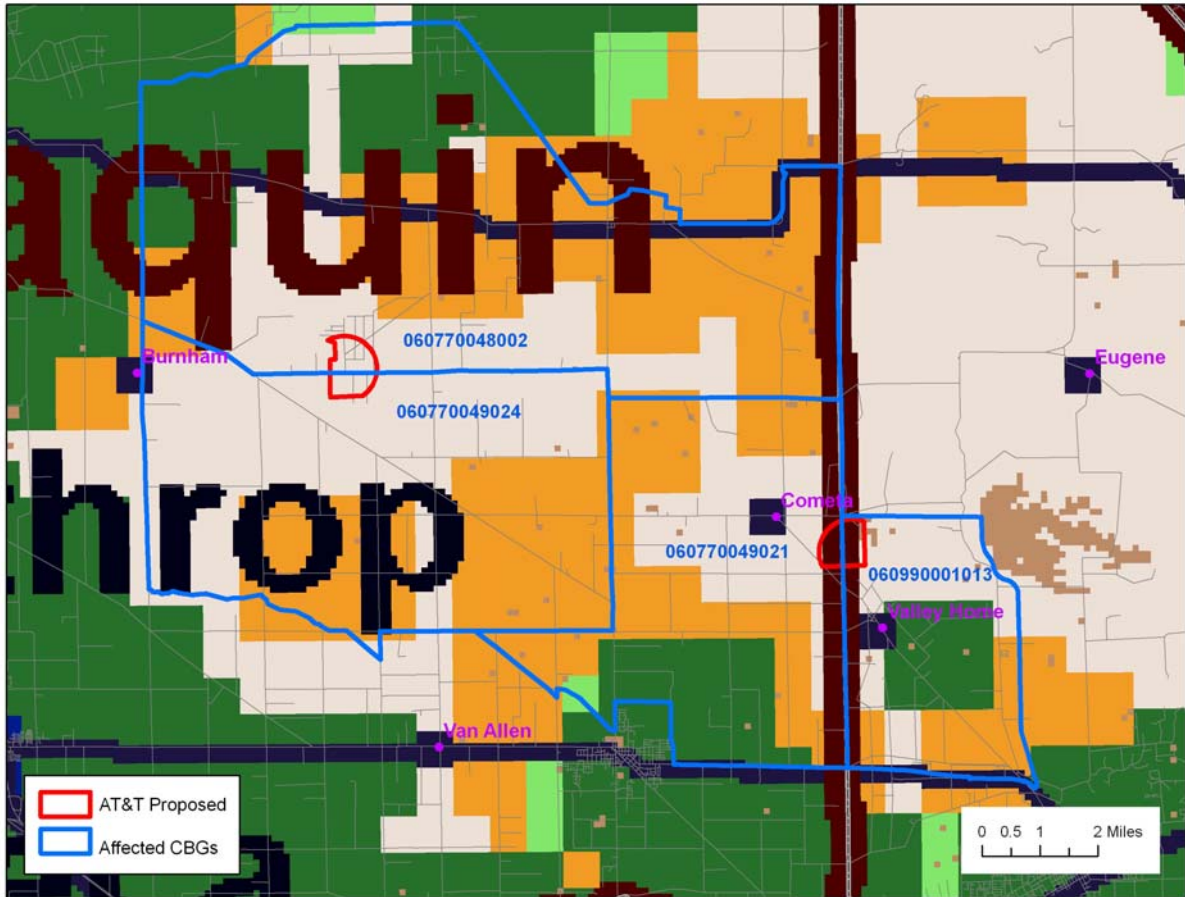 aquin
060770048002
Burnham
Eugene
060770049024
hrop
Cometa
060770049021
060990001013
Valley Home
Van Allen
AT&T Proposed
Affected CBGs
0 0.5 1 2 Miles